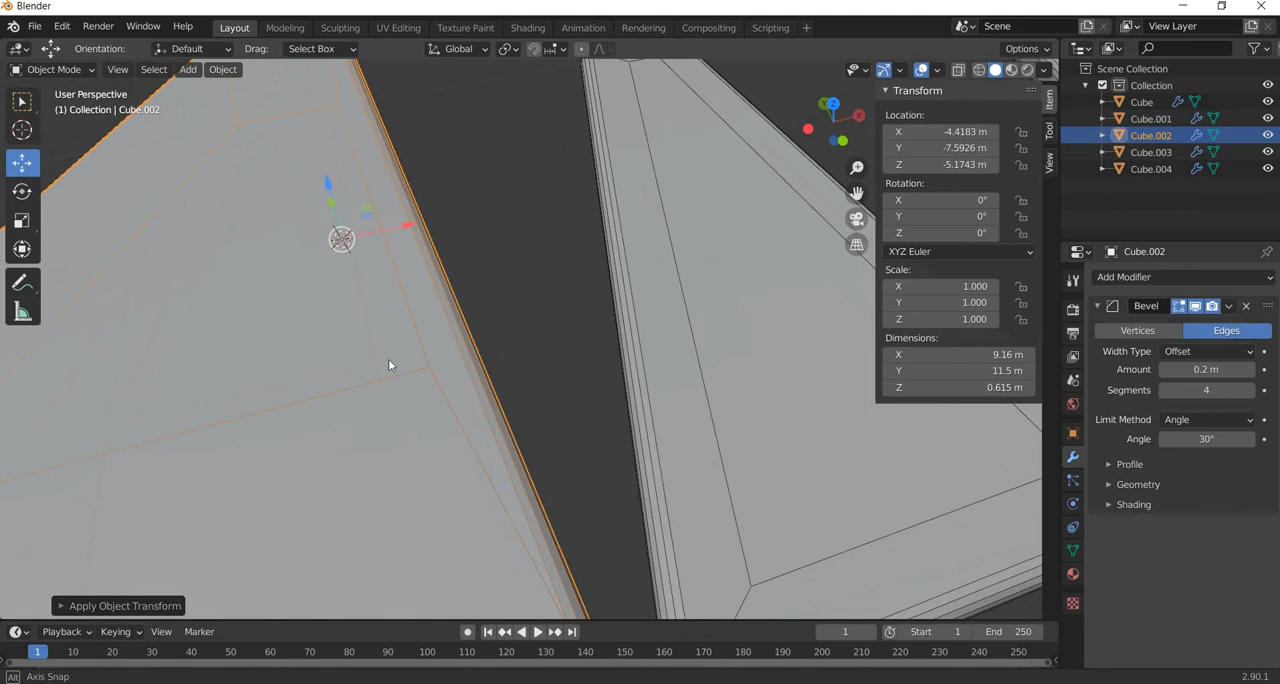 Blender
File Edit Render Window Help Layout Modeling Sculpting UV Editing Texture Paint Shading Animation Rendering Compositing Scripting + Scene View Layer
Orientation: Default Drag: Select Box Global Options
Object Mode View Select Add Object
User Perspective
(1) Collection | Cube.002
Transform
Location:
X -4.4183 m
Y -7.5926 m
Z -5.1743 m
Rotation:
X 0°
Y 0°
Z 0°
XYZ Euler
Scale:
X 1.000
Y 1.000
Z 1.000
Dimensions:
X 9.16 m
Y 11.5 m
Z 0.615 m
Item
Tool
View
X
Y
Z
Scene Collection
Collection
Cube
Cube.001
Cube.002
Cube.003
Cube.004
Cube.002
Add Modifier
Bevel
Vertices Edges
Width Type Offset
Amount 0.2 m
Segments 4
Limit Method Angle
Angle 30°
Profile
Geometry
Shading
Apply Object Transform
Playback Keying View Marker 1 Start 1 End 250
1 10 20 30 40 50 60 70 80 90 100 110 120 130 140 150 160 170 180 190 200 210 220 230 240 250
Alt Axis Snap 2.90.1